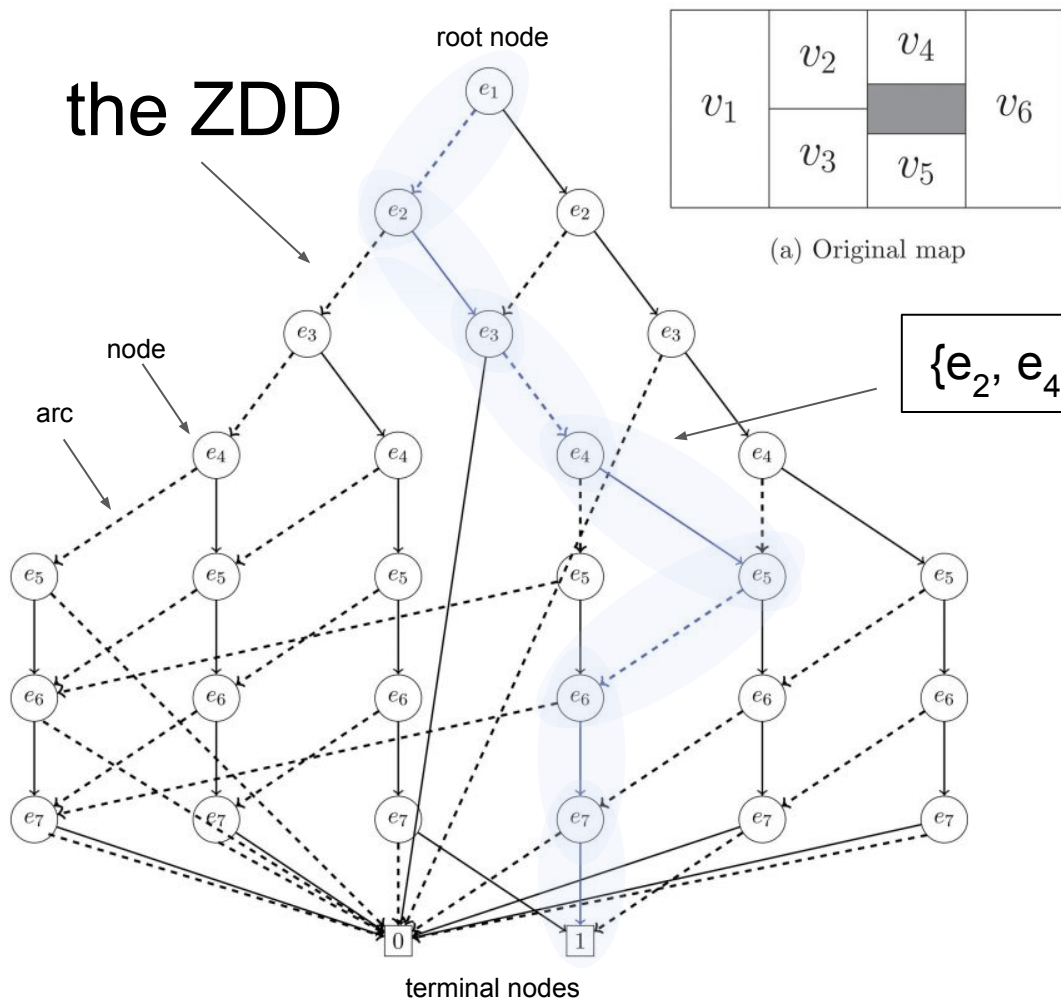 root node
the ZDD
v₁
v₂
v₃
v₄
v₅
v₆
(a) Original map
e₁
e₂ e₂
e₃ e₃ e₃
node
arc
{e₂, e₄
e₄ e₄ e₄ e₄
e₅ e₅ e₅ e₅ e₅ e₅
e₆ e₆ e₆ e₆ e₆ e₆
e₇ e₇ e₇ e₇ e₇ e₇
0 1
terminal nodes